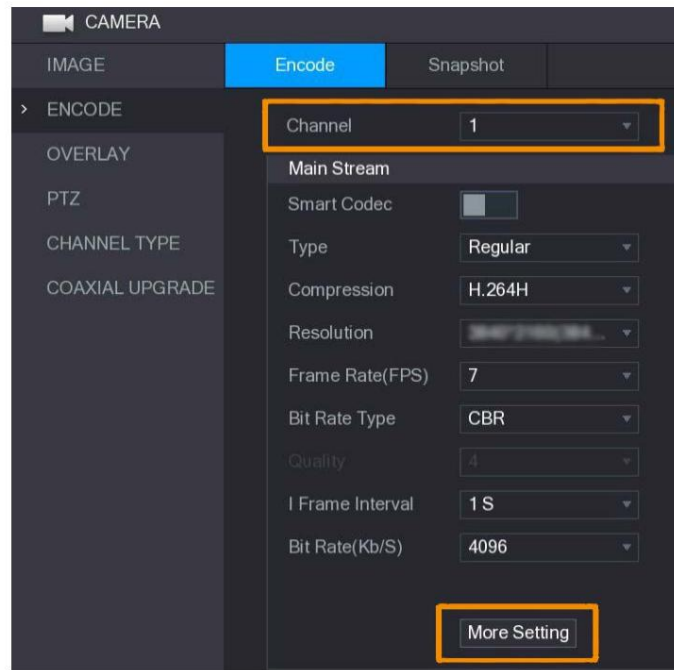 CAMERA
IMAGE
Encode Snapshot
ENCODE
Channel 1
OVERLAY
Main Stream
PTZ
Smart Codec
CHANNEL TYPE
Type Regular
COAXIAL UPGRADE
Compression H.264H
Resolution
Frame Rate(FPS) 7
Bit Rate Type CBR
Quality 4
I Frame Interval 1 S
Bit Rate(Kb/S) 4096
More Setting